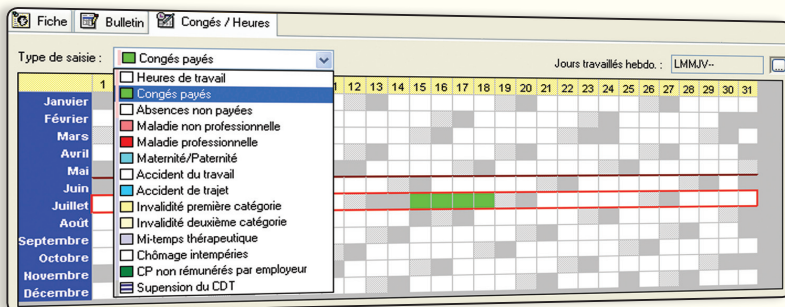 Fiche Bulletin Congés / Heures
Type de saisie : Congés payés Jours travaillés hebdo. : LMMJV-- ...
1 12 13 14 15 16 17 18 19 20 21 22 23 24 25 26 27 28 29 30 31
Heures de travail
Congés payés
Absences non payées
Maladie non professionnelle
Maladie professionnelle
Maternité/Paternité
Accident du travail
Accident de trajet
Invalidité première catégorie
Invalidité deuxième catégorie
Mi-temps thérapeutique
Chômage intempéries
CP non rémunérés par employeur
Supension du CDT
Janvier
Février
Mars
Avril
Mai
Juin
Juillet
Août
Septembre
Octobre
Novembre
Décembre